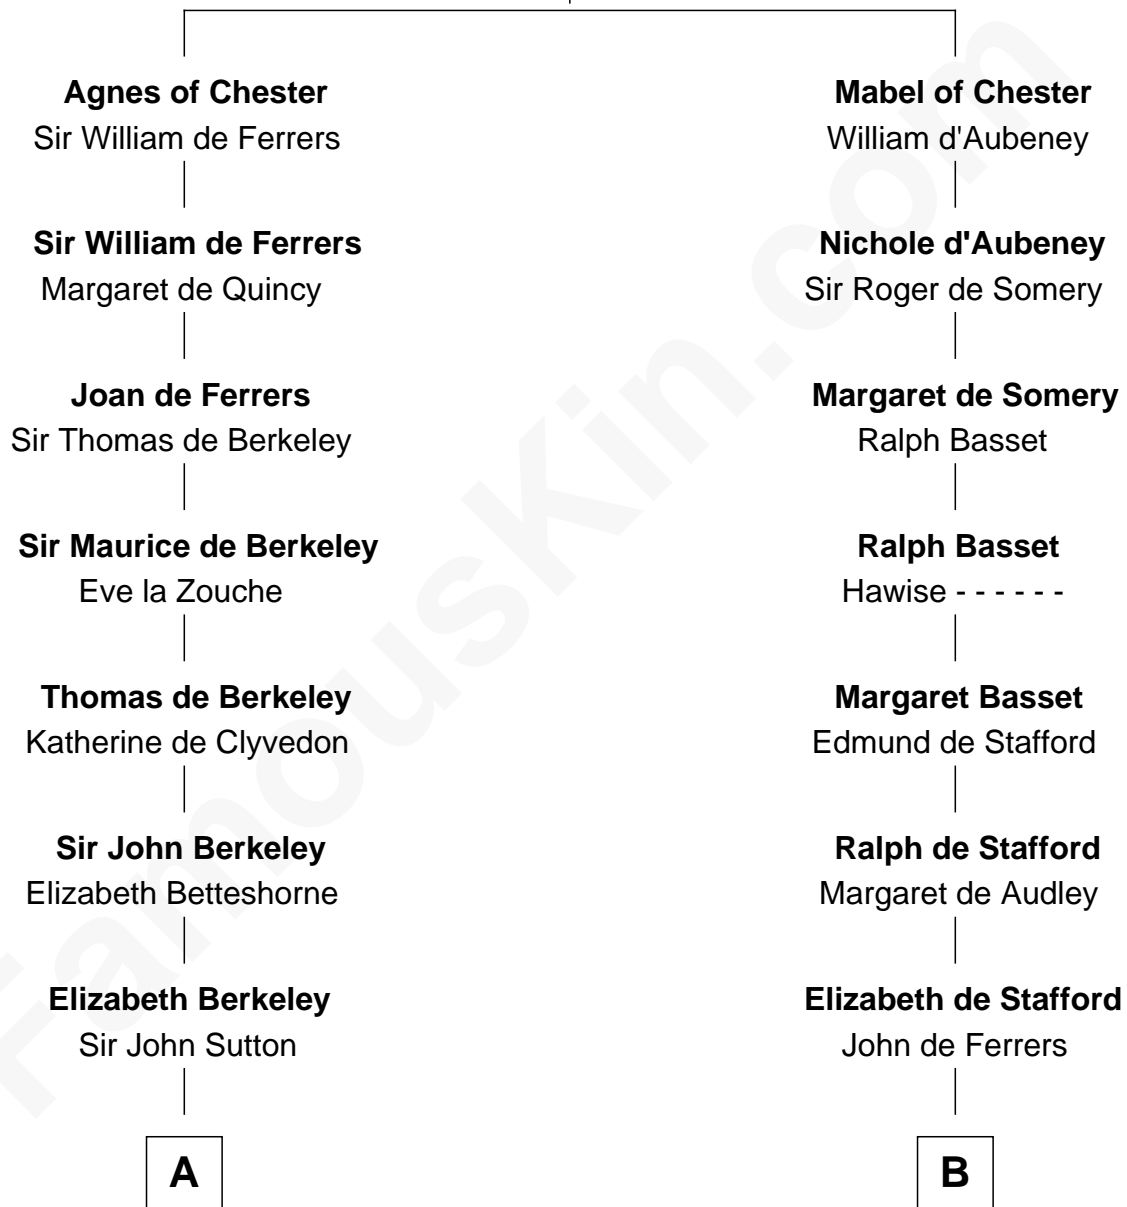 Agnes of Chester
Sir William de Ferrers
Sir William de Ferrers
Margaret de Quincy
Joan de Ferrers
Sir Thomas de Berkeley
Sir Maurice de Berkeley
Eve la Zouche
Thomas de Berkeley
Katherine de Clyvedon
Sir John Berkeley
Elizabeth Betteshorne
Elizabeth Berkeley
Sir John Sutton
A
Mabel of Chester
William d'Aubeney
Nichole d'Aubeney
Sir Roger de Somery
Margaret de Somery
Ralph Basset
Ralph Basset
Hawise - - - - - -
Margaret Basset
Edmund de Stafford
Ralph de Stafford
Margaret de Audley
Elizabeth de Stafford
John de Ferrers
B
FamousKin.com